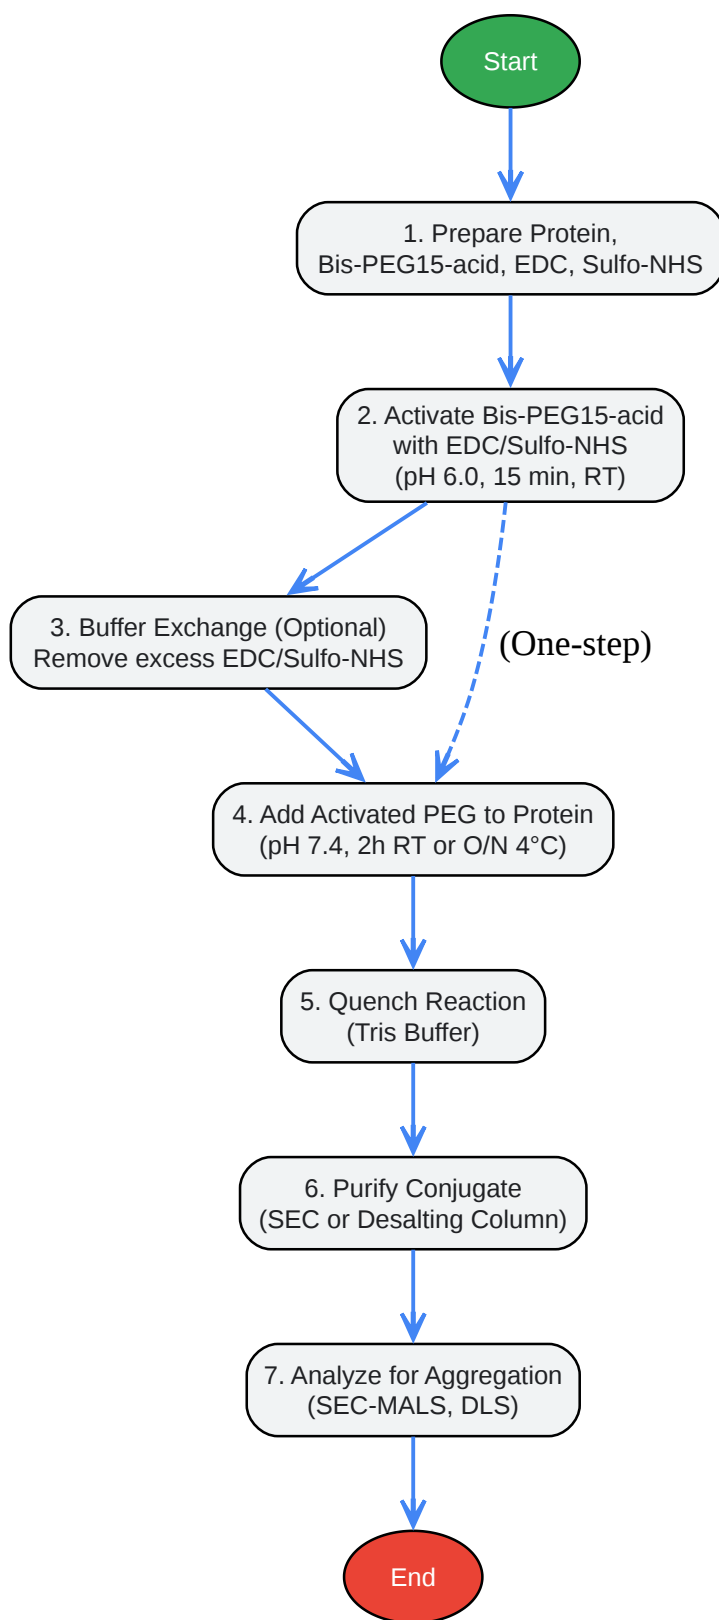 Start
1. Prepare Protein,
Bis-PEG15-acid, EDC, Sulfo-NHS
2. Activate Bis-PEG15-acid
with EDC/Sulfo-NHS
(pH 6.0, 15 min, RT)
3. Buffer Exchange (Optional)
Remove excess EDC/Sulfo-NHS
(One-step)
4. Add Activated PEG to Protein
(pH 7.4, 2h RT or O/N 4°C)
5. Quench Reaction
(Tris Buffer)
6. Purify Conjugate
(SEC or Desalting Column)
7. Analyze for Aggregation
(SEC-MALS, DLS)
End